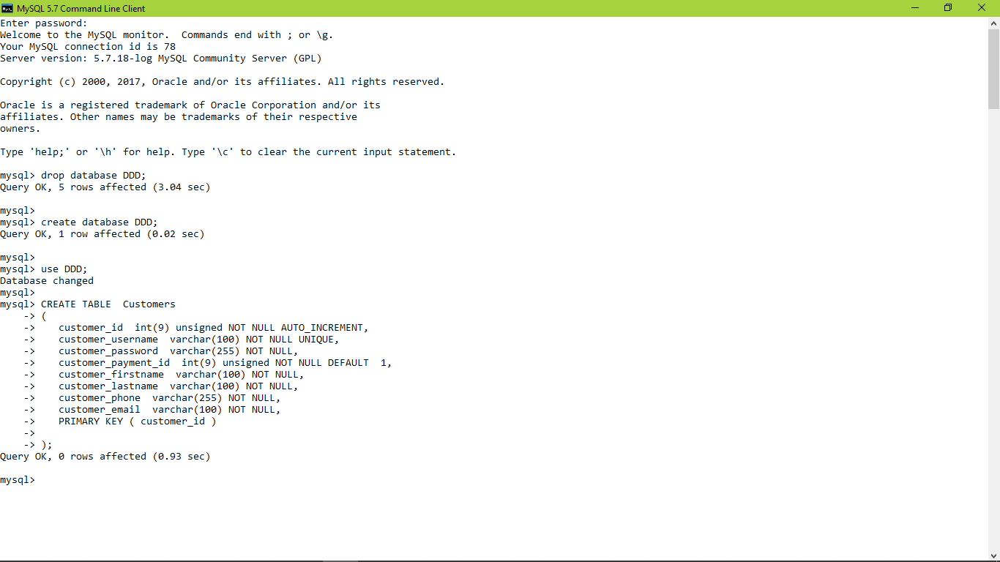 MySQL 5.7 Command Line Client
Enter password:
Welcome to the MySQL monitor.  Commands end with ; or \g.
Your MySQL connection id is 78
Server version: 5.7.18-log MySQL Community Server (GPL)

Copyright (c) 2000, 2017, Oracle and/or its affiliates. All rights reserved.

Oracle is a registered trademark of Oracle Corporation and/or its
affiliates. Other names may be trademarks of their respective
owners.

Type 'help;' or '\h' for help. Type '\c' to clear the current input statement.

mysql> drop database DDD;
Query OK, 5 rows affected (3.04 sec)

mysql>
mysql> create database DDD;
Query OK, 1 row affected (0.02 sec)

mysql>
mysql> use DDD;
Database changed
mysql>
mysql> CREATE TABLE  Customers
    -> (
    ->    customer_id  int(9) unsigned NOT NULL AUTO_INCREMENT,
    ->    customer_username  varchar(100) NOT NULL UNIQUE,
    ->    customer_password  varchar(255) NOT NULL,
    ->    customer_payment_id  int(9) unsigned NOT NULL DEFAULT  1,
    ->    customer_firstname  varchar(100) NOT NULL,
    ->    customer_lastname  varchar(100) NOT NULL,
    ->    customer_phone  varchar(255) NOT NULL,
    ->    customer_email  varchar(100) NOT NULL,
    ->    PRIMARY KEY ( customer_id )
    ->
    -> );
Query OK, 0 rows affected (0.93 sec)

mysql>